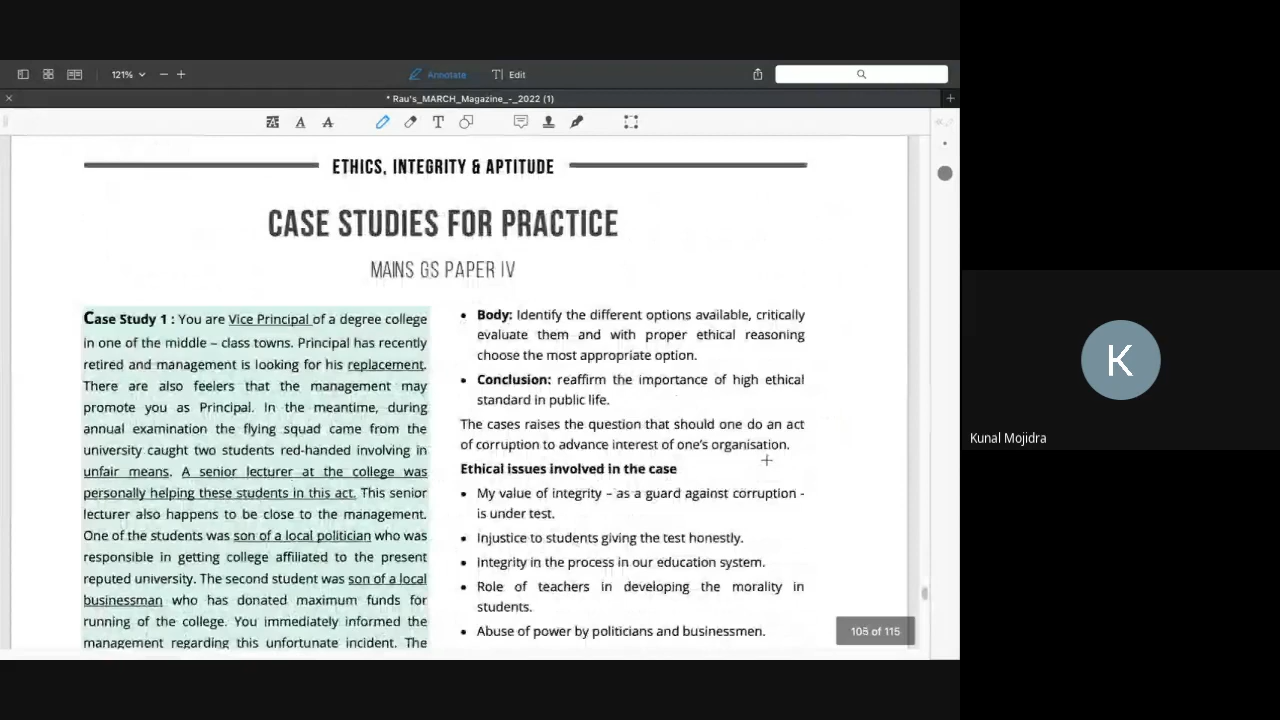 121%
Annotate
T| Edit
* Rau's_MARCH_Magazine_-_2022 (1)
ETHICS, INTEGRITY & APTITUDE
CASE STUDIES FOR PRACTICE
MAINS GS PAPER IV
Case Study 1 : You are Vice Principal of a degree college
in one of the middle – class towns. Principal has recently
retired and management is looking for his replacement.
There are also feelers that the management may
promote you as Principal. In the meantime, during
annual examination the flying squad came from the
university caught two students red-handed involving in
unfair means. A senior lecturer at the college was
personally helping these students in this act. This senior
lecturer also happens to be close to the management.
One of the students was son of a local politician who was
responsible in getting college affiliated to the present
reputed university. The second student was son of a local
businessman who has donated maximum funds for
running of the college. You immediately informed the
management regarding this unfortunate incident. The
• Body: Identify the different options available, critically
evaluate them and with proper ethical reasoning
choose the most appropriate option.
• Conclusion: reaffirm the importance of high ethical
standard in public life.
The cases raises the question that should one do an act
of corruption to advance interest of one's organisation.
Ethical issues involved in the case
• My value of integrity – as a guard against corruption -
is under test.
• Injustice to students giving the test honestly.
• Integrity in the process in our education system.
• Role of teachers in developing the morality in
students.
• Abuse of power by politicians and businessmen.
105 of 115
K
Kunal Mojidra